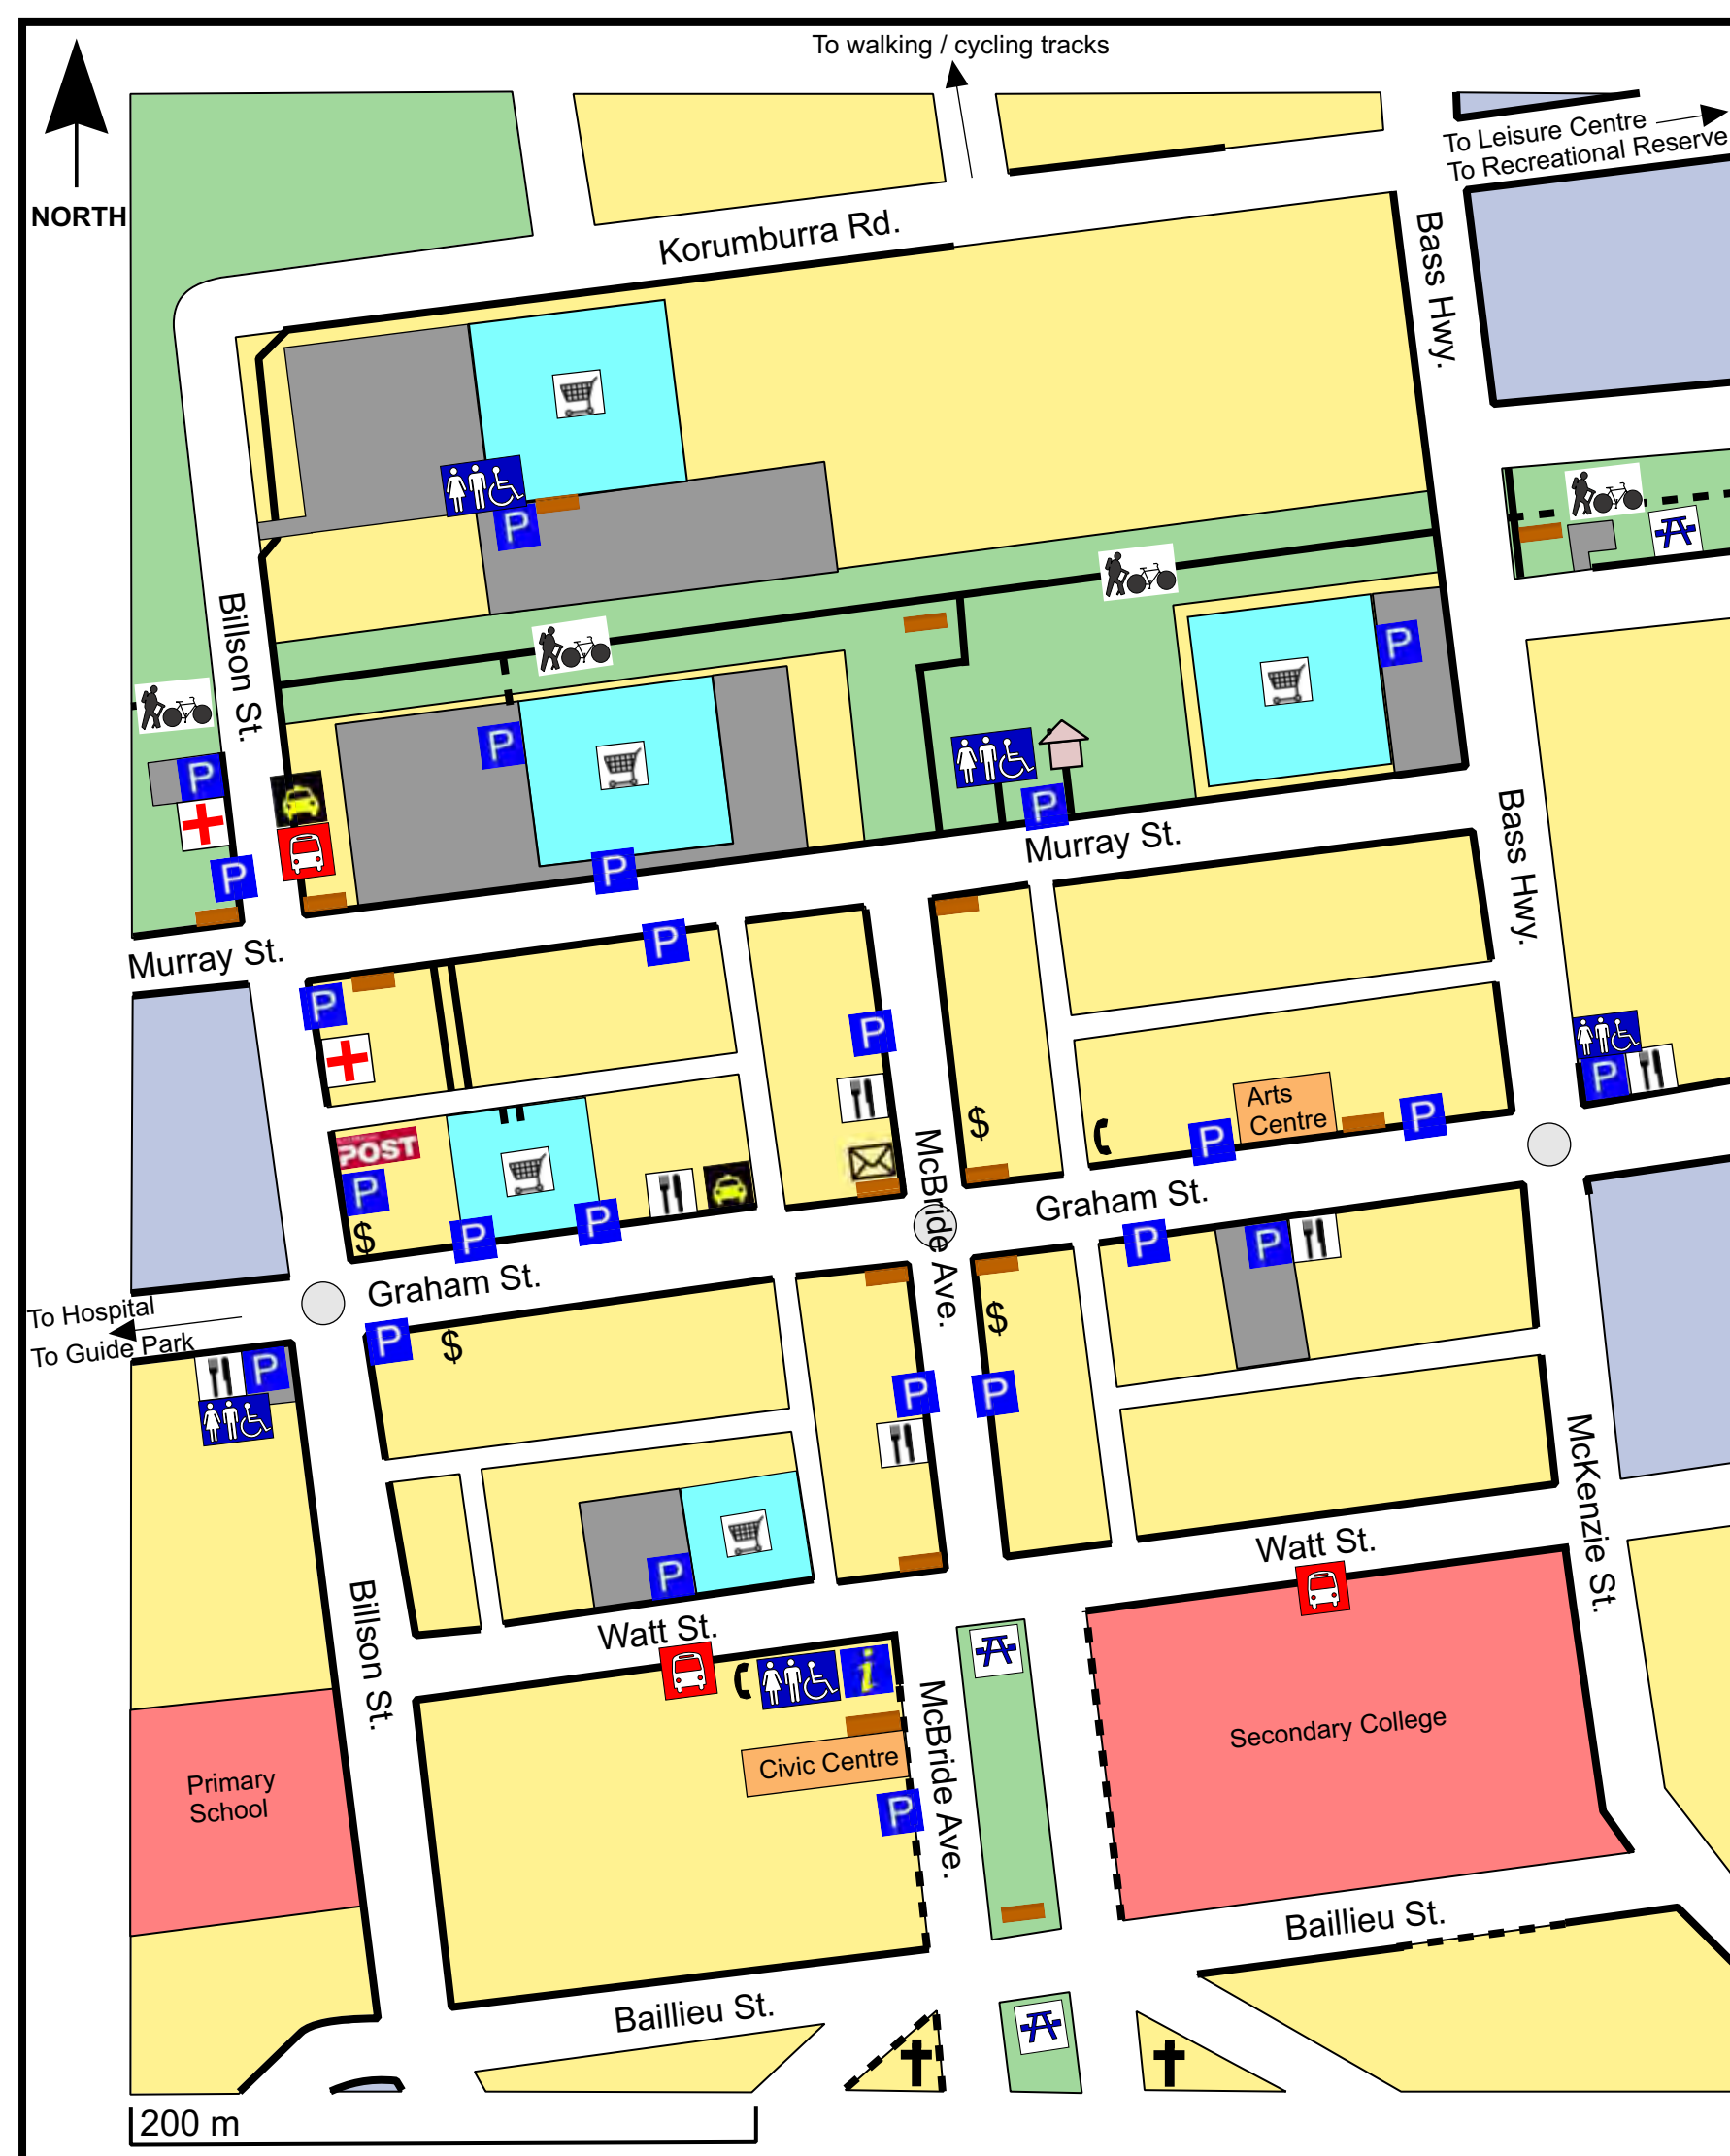 To walking / cycling tracks
To Leisure Centre
To Recreational Reserve
NORTH
Korumburra Rd.
Bass Hwy.
P
Billson St.
P
P
P
P
P
P
Murray St.
Bass Hwy.
P
P
Murray St.
P
P
$
P
Arts
Centre
P
P
POST
P
McBride Ave.
$
P
P
Graham St.
P
P
Graham St.
To Hospital
To Guide Park
P
P
$
$
P
P
McKenzie St.
Watt St.
P
Billson St.
Watt St.
i
McBride Ave.
Civic Centre
P
Secondary College
Primary
School
Baillieu St.
Baillieu St.
200 m